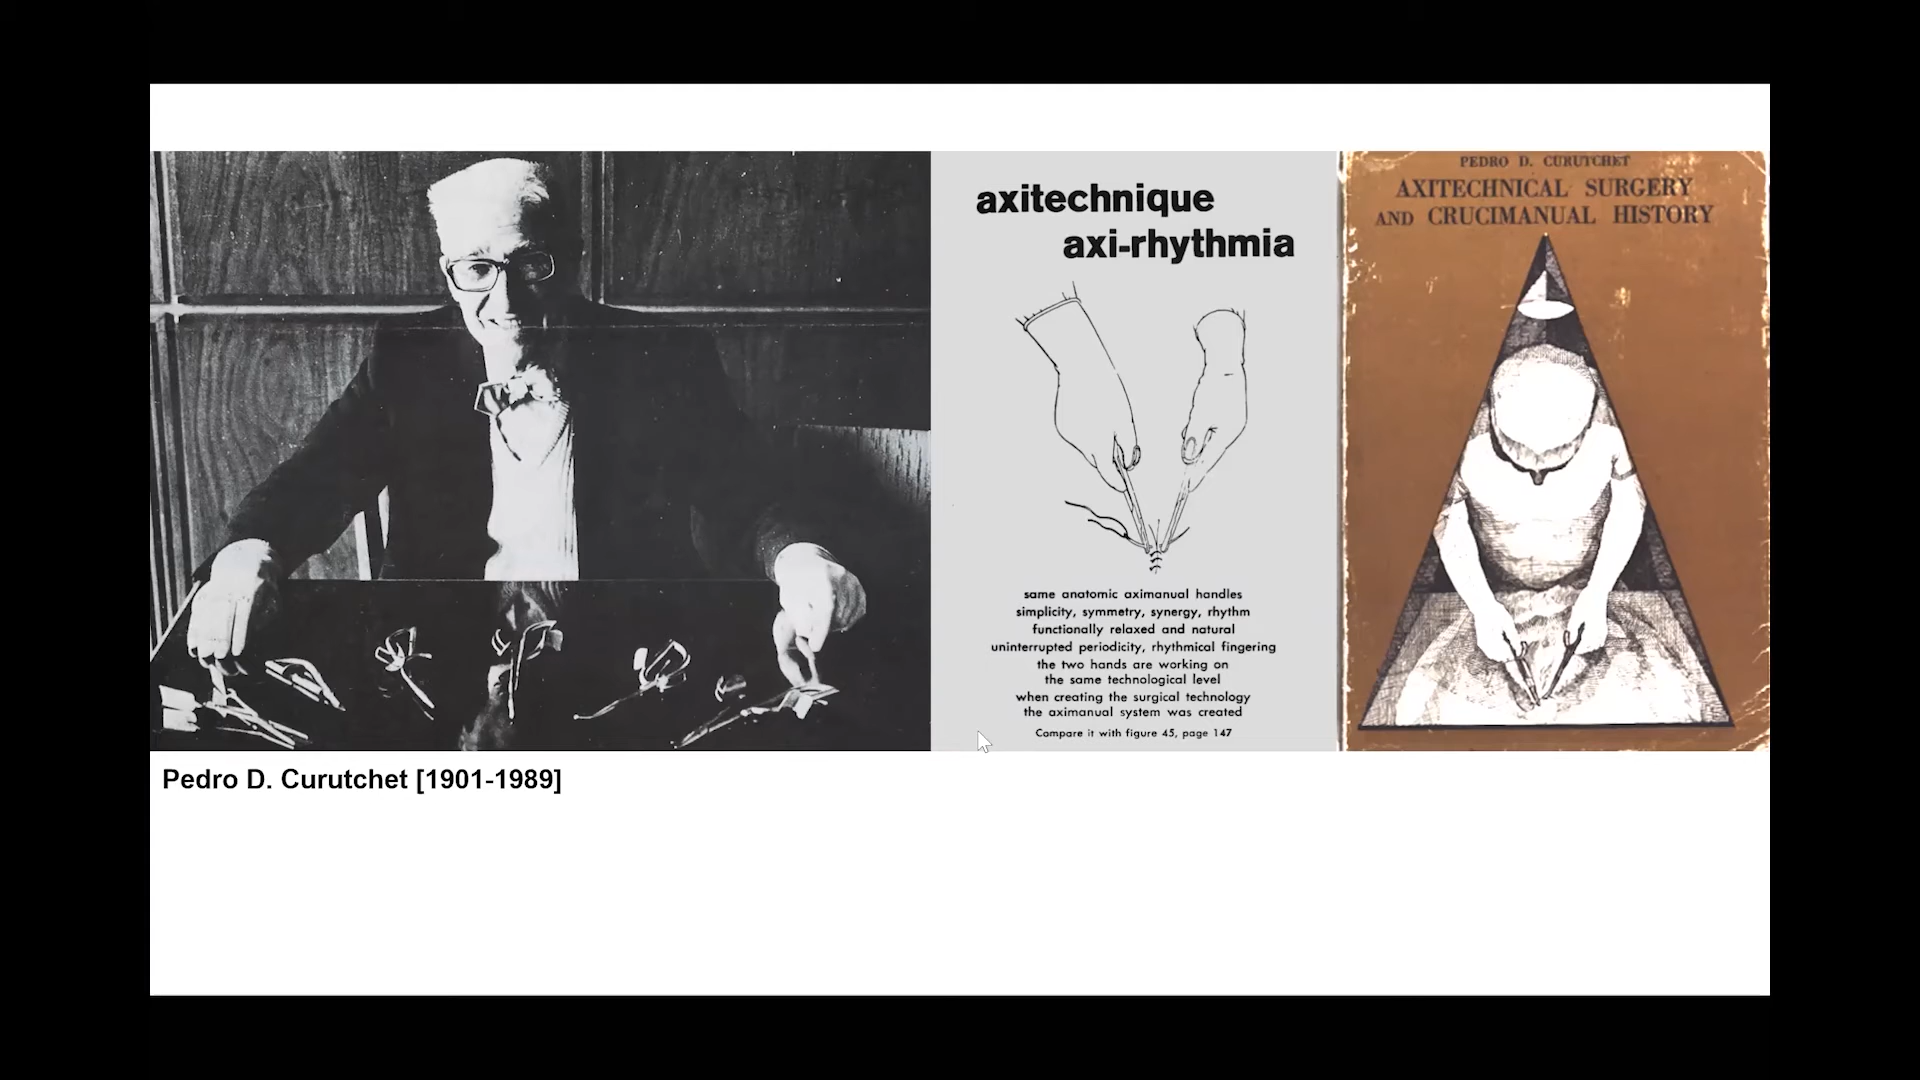 axitechnique
axi-rhythmia
same anatomic aximanual handles
simplicity, symmetry, synergy, rhythm
functionally relaxed and natural
uninterrupted periodicity, rhythmical fingering
the two hands are working on
the same technological level
when creating the surgical technology
the aximanual system was created
Compare it with figure 45, page 147
PEDRO D. CURUTCHET
AXITECHNICAL SURGERY
AND CRUCIMANUAL HISTORY
Pedro D. Curutchet [1901-1989]